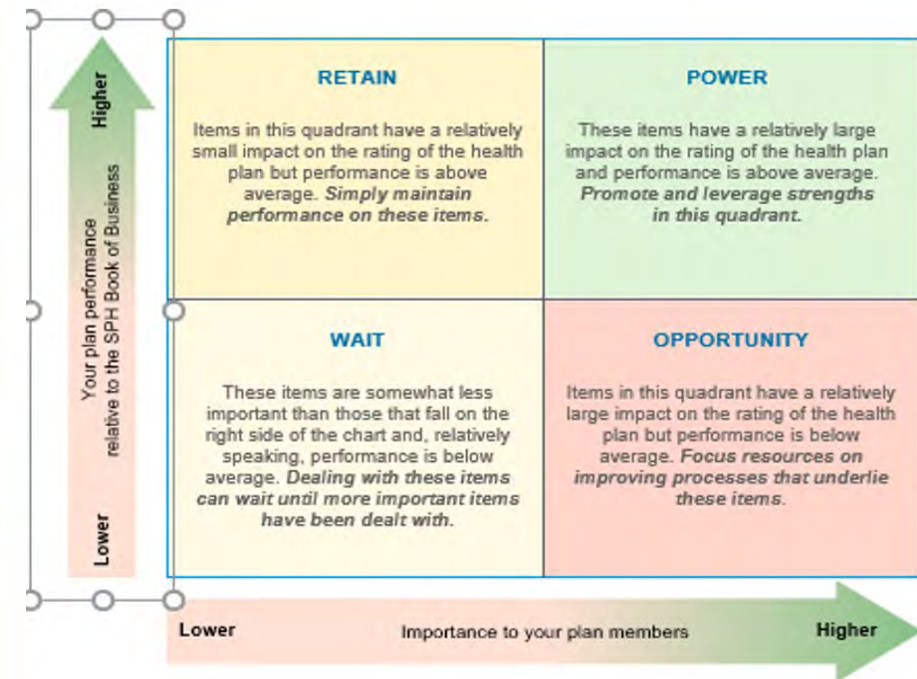 Higher
Your plan performance
relative to the SPH Book of Business
Lower
RETAIN
Items in this quadrant have a relatively
small impact on the rating of the health
plan but performance is above
average. Simply maintain
performance on these items.
POWER
These items have a relatively large
impact on the rating of the health plan
and performance is above average.
Promote and leverage strengths
in this quadrant.
WAIT
These items are somewhat less
important than those that fall on the
right side of the chart and, relatively
speaking, performance is below
average. Dealing with these items
can wait until more important items
have been dealt with.
OPPORTUNITY
Items in this quadrant have a relatively
large impact on the rating of the health
plan but performance is below
average. Focus resources on
improving processes that underlie
these items.
Lower
Importance to your plan members
Higher